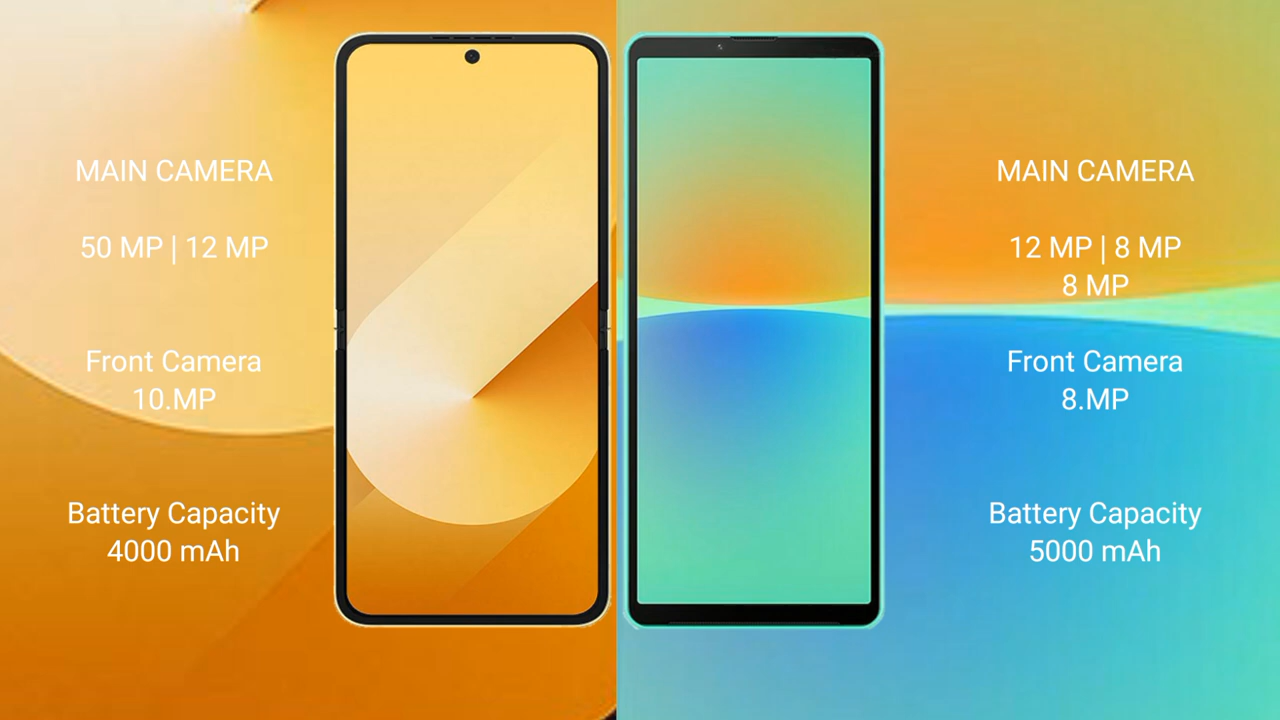 MAIN CAMERA
50 MP | 12 MP
Front Camera
10.MP
Battery Capacity
4000 mAh
MAIN CAMERA
12 MP | 8 MP
8 MP
Front Camera
8.MP
Battery Capacity
5000 mAh